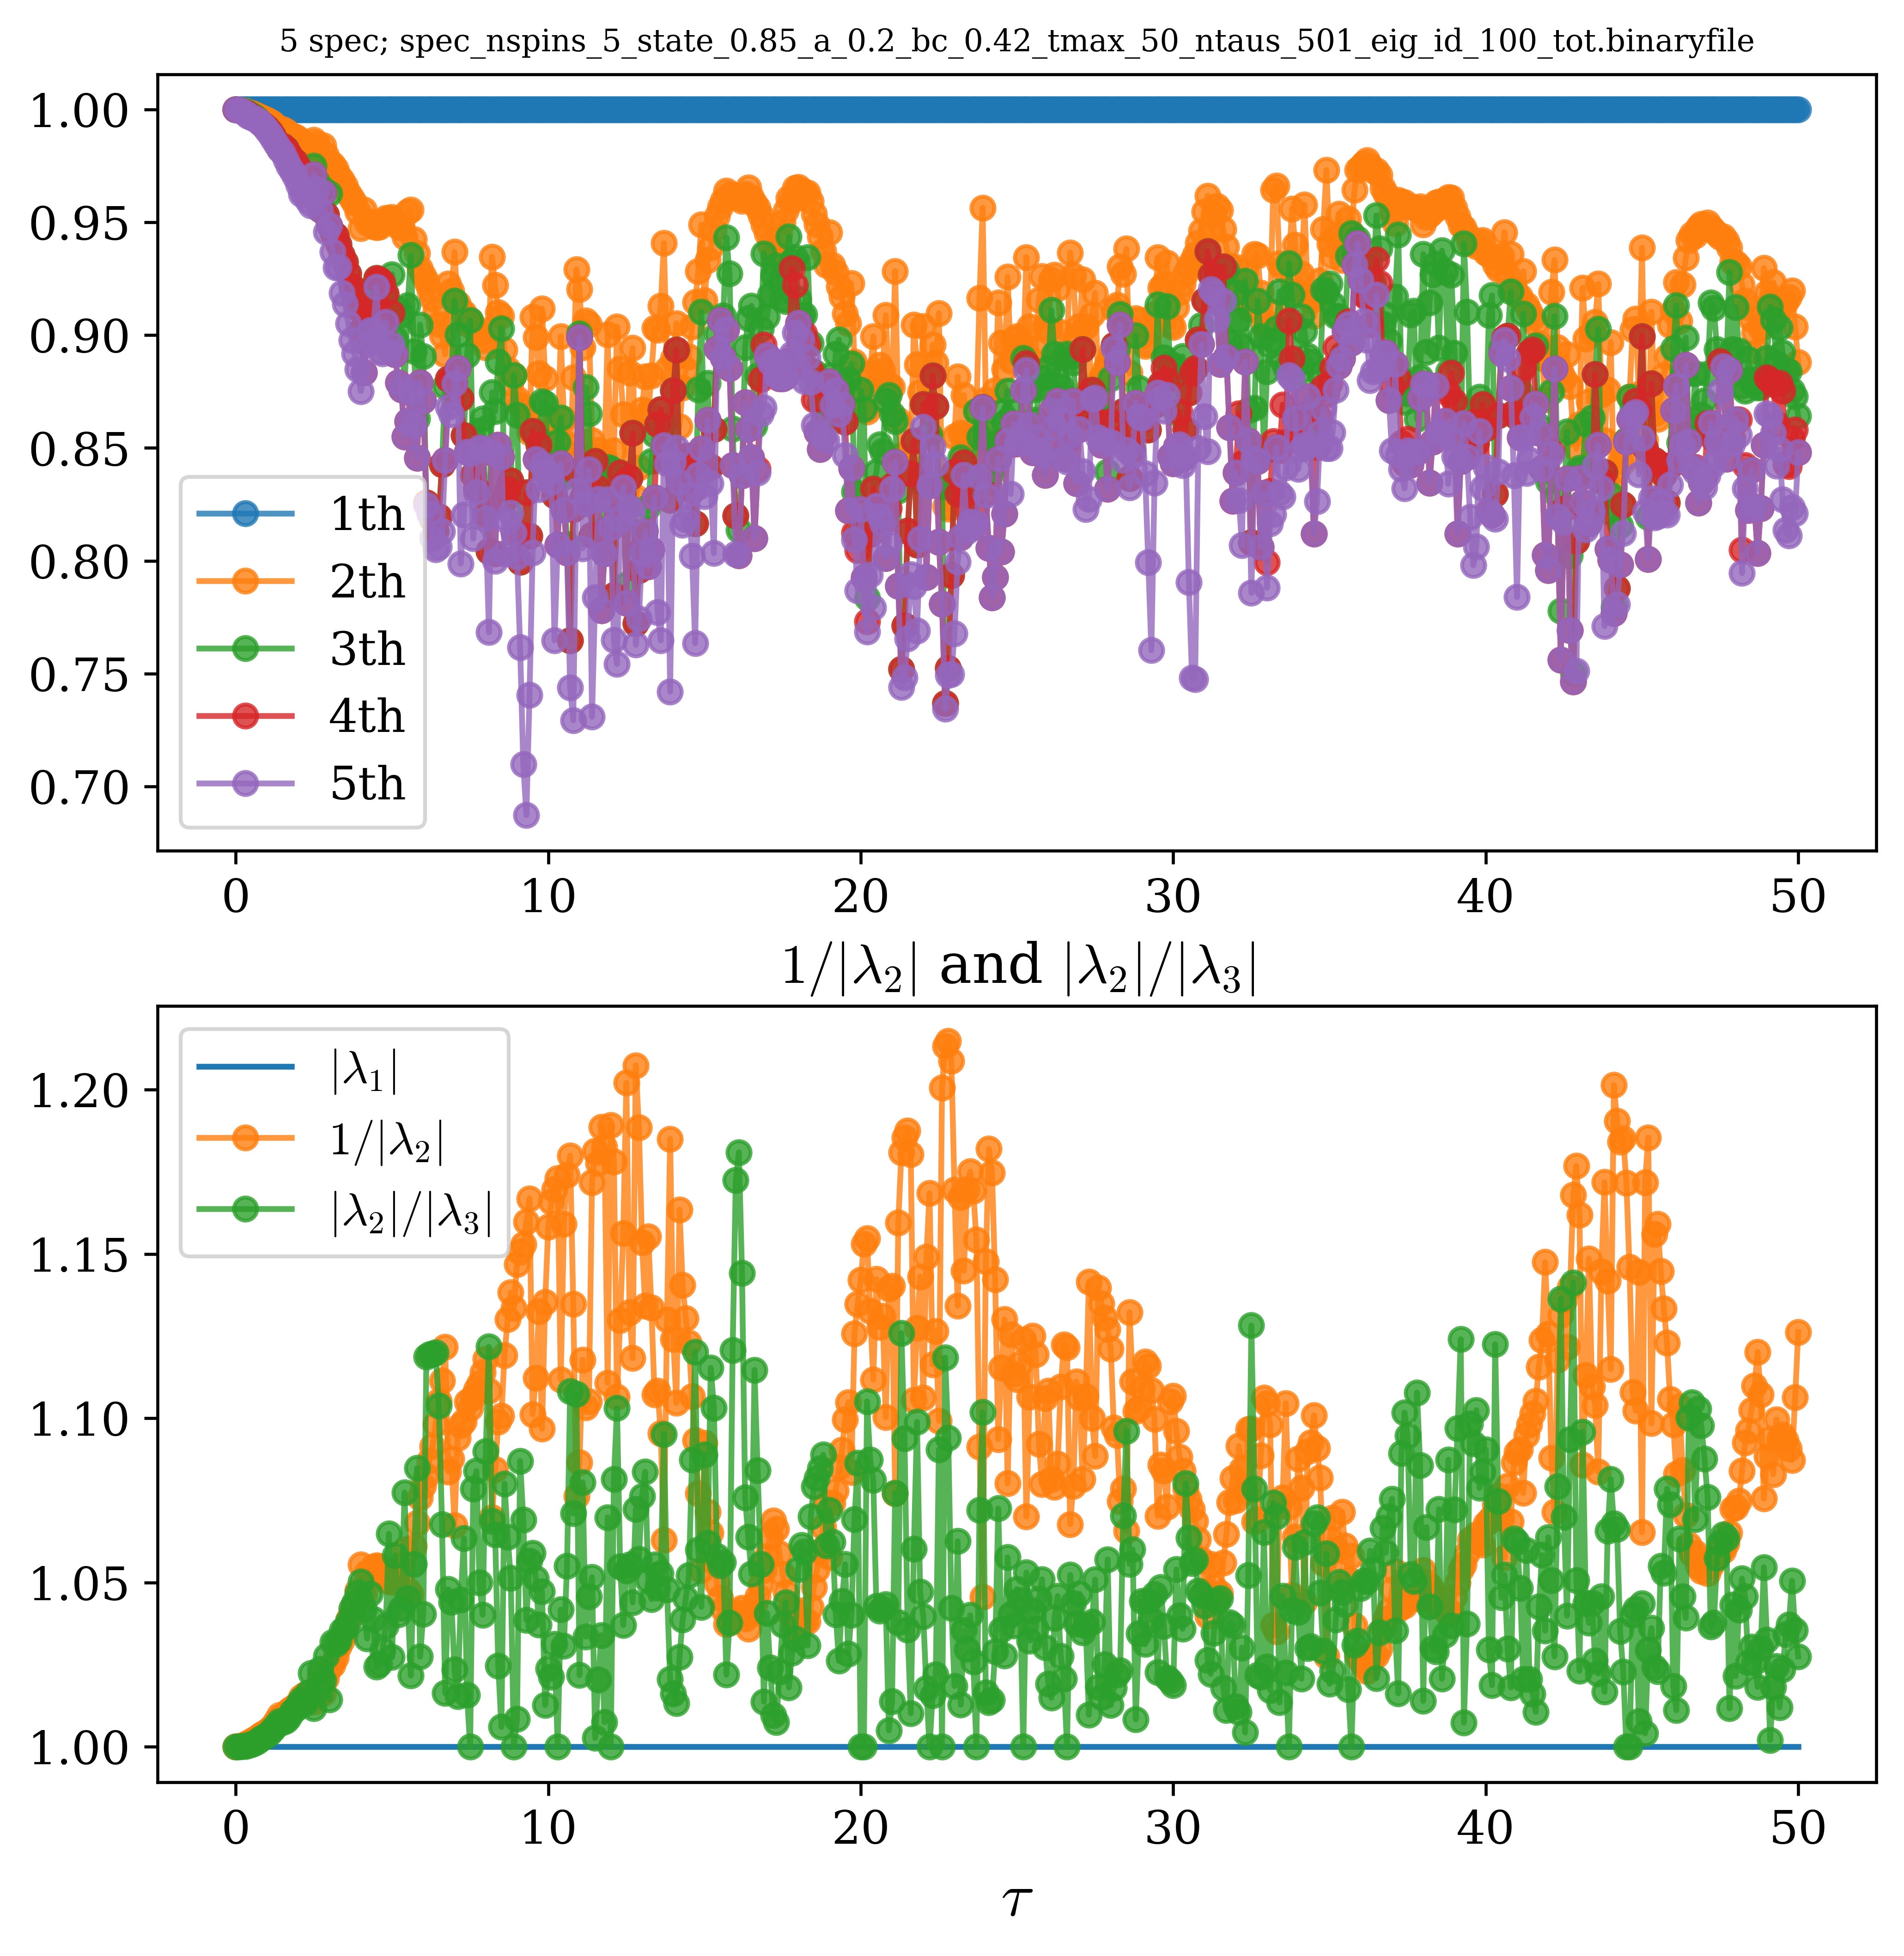 5 spec; spec_nspins_5_state_0.85_a_0.2_bc_0.42_tmax_50_ntaus_501_eig_id_100_tot.binaryfile
1.00
0.95
0.90
0.85
0.80
0.75
0.70
1th
2th
3th
4th
5th
0 10 20 30 40 50
1/|λ₂| and |λ₂|/|λ₃|
1.20
1.15
1.10
1.05
1.00
|λ₁|
1/|λ₂|
|λ₂|/|λ₃|
0 10 20 30 40 50
τ